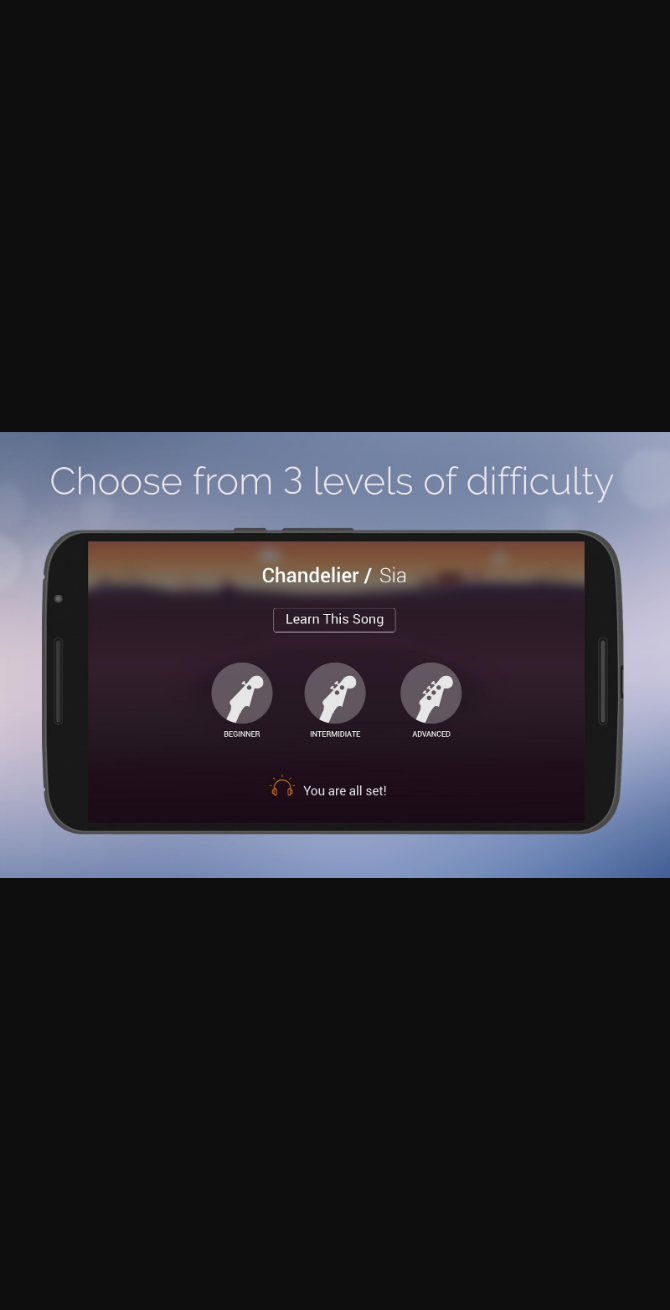 Choose from 3 levels of difficulty
Chandelier / Sia
Learn This Song
BEGINNER INTERMIDIATE ADVANCED
You are all set!